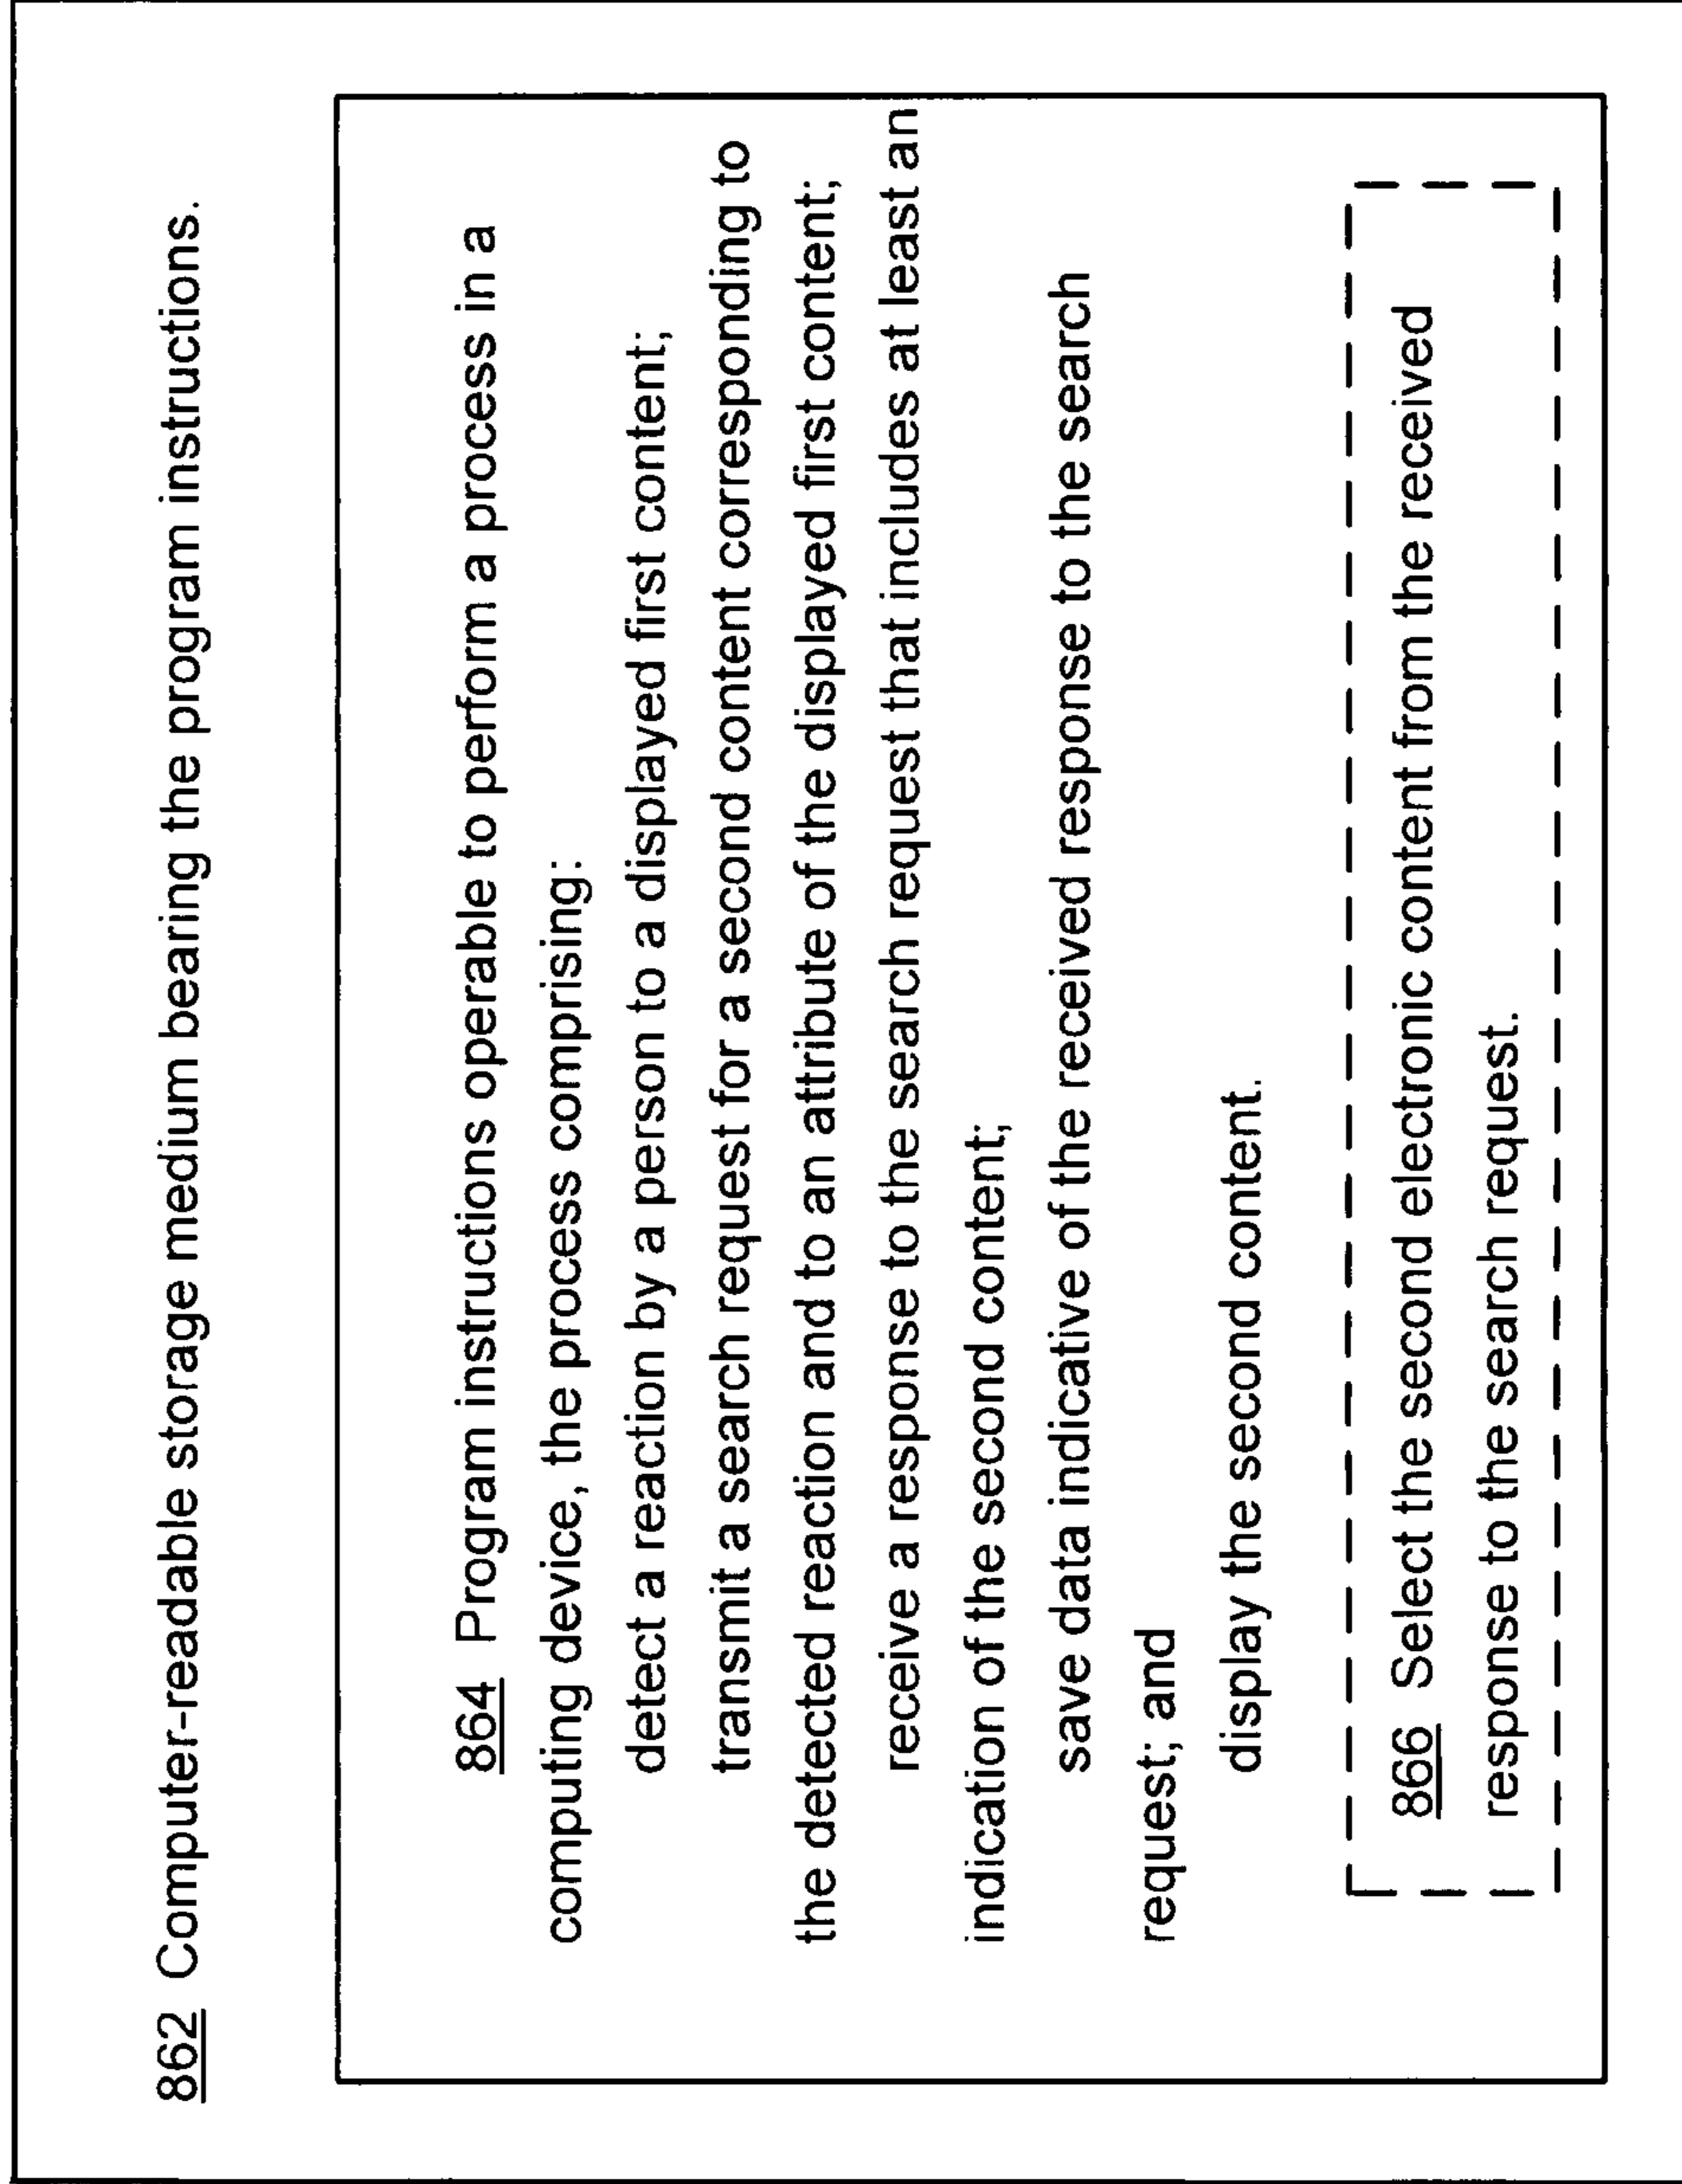 862 Computer-readable storage medium bearing the program instructions.
864 Program instructions operable to perform a process in a
computing device, the process comprising:
detect a reaction by a person to a displayed first content;
transmit a search request for a second content corresponding to
the detected reaction and to an attribute of the displayed first content;
receive a response to the search request that includes at least an
indication of the second content;
save data indicative of the received response to the search
request; and
display the second content.
866 Select the second electronic content from the received
response to the search request.